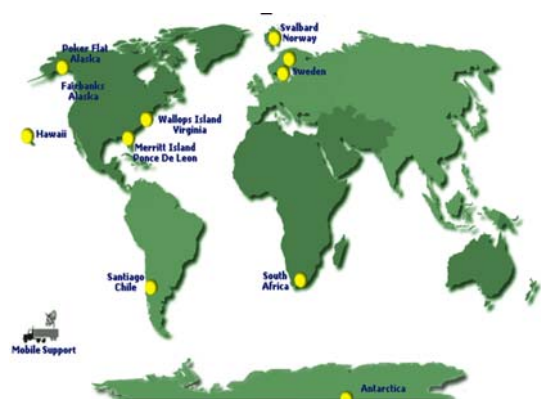 Svalbard
Norway
Poker Flat
Alaska
Sweden
Fairbanks
Alaska
Wallops Island
Virginia
Hawaii
Merritt Island
Ponce De Leon
Santiago
Chile
South
Africa
Mobile Support
Antarctica